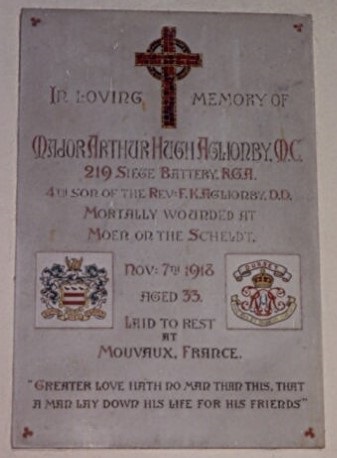 IN LOVING MEMORY OF
MAJOR ARTHUR HUGH AGLIONBY. M.C.
219 SIEGE BATTERY. R.G.A.
4TH SON OF THE REV: F.K. AGLIONBY. D.D.
MORTALLY WOUNDED AT
MOEN ON THE SCHELDT.
NOV: 7TH 1918
AGED 33.
SURREY
LAID TO REST
AT
MOUVAUX, FRANCE.
"GREATER LOVE HATH NO MAN THAN THIS, THAT
A MAN LAY DOWN HIS LIFE FOR HIS FRIENDS"